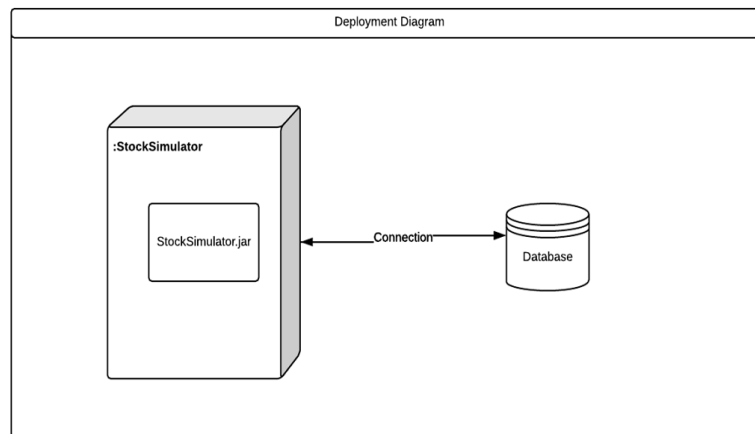 Deployment Diagram
:StockSimulator
StockSimulator.jar
Connection
Database